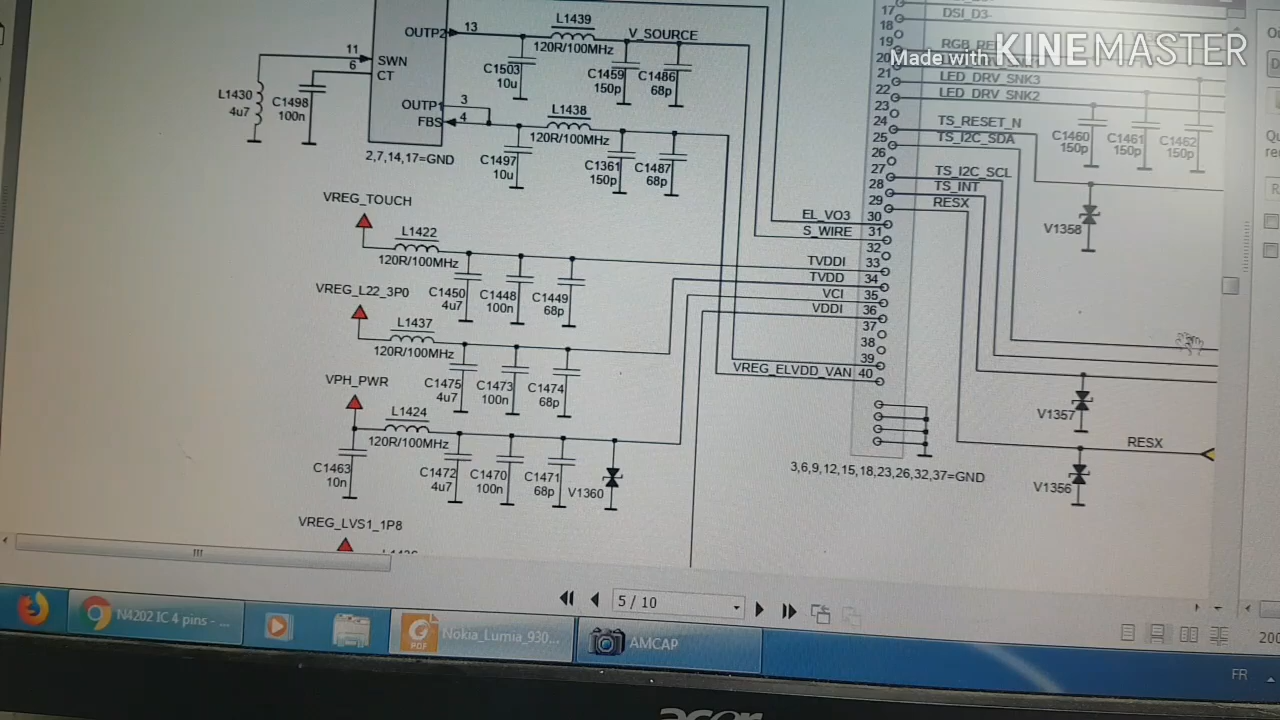 17
18
19
20
21
22
23
24
25
26
27
28
29
30
31
32
33
34
35
36
37
38
39
40
DSI_D3-
Made with KINEMASTER
LED_DRV_SNK3
LED_DRV_SNK2
TS_RESET_N
TS_I2C_SDA
TS_I2C_SCL
TS_INT
RESX
C1460
150p
C1461
150p
C1462
150p
V1358
V1357
RESX
V1356
OUTP2
13
L1439
120R/100MHz
V_SOURCE
C1503
10u
C1459
150p
C1486
68p
11
6
SWN
CT
L1430
4u7
C1498
100n
OUTP1
3
FBS
4
L1438
120R/100MHz
2,7,14,17=GND
C1497
10u
C1361
150p
C1487
68p
VREG_TOUCH
L1422
120R/100MHz
C1450
4u7
C1448
100n
C1449
68p
EL_VO3
S_WIRE
TVDDI
TVDD
VCI
VDDI
VREG_ELVDD_VAN
VREG_L22_3P0
L1437
120R/100MHz
C1475
4u7
C1473
100n
C1474
68p
VPH_PWR
L1424
120R/100MHz
C1463
10n
C1472
4u7
C1470
100n
C1471
68p
V1360
3,6,9,12,15,18,23,26,32,37=GND
VREG_LVS1_1P8
5 / 10
N4202 IC 4 pins - ...
PDF
Nokia_Lumia_930...
AMCAP
200
FR
acer